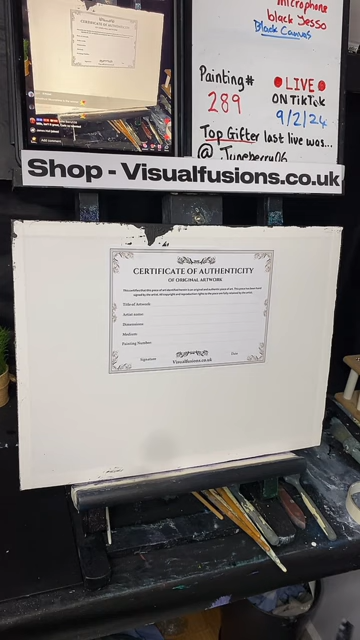 microphone
black Jesso
Black Canvas
Painting#
289
LIVE
ON TikTok
9/2/24
Top Gifter last live was...
@ Juneberry06
Shop - Visualfusions.co.uk
CERTIFICATE OF AUTHENTICITY
OF ORIGINAL ARTWORK
Title of Artwork:
Artist name:
Dimensions:
Medium:
Painting Number:
Signature
Date
Visualfusions.co.uk